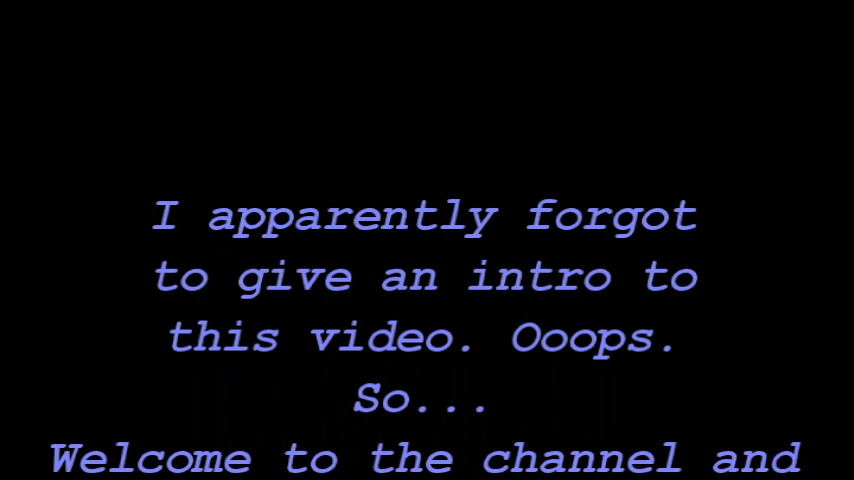 I apparently forgot
to give an intro to
this video. Ooops.
So...
Welcome to the channel and